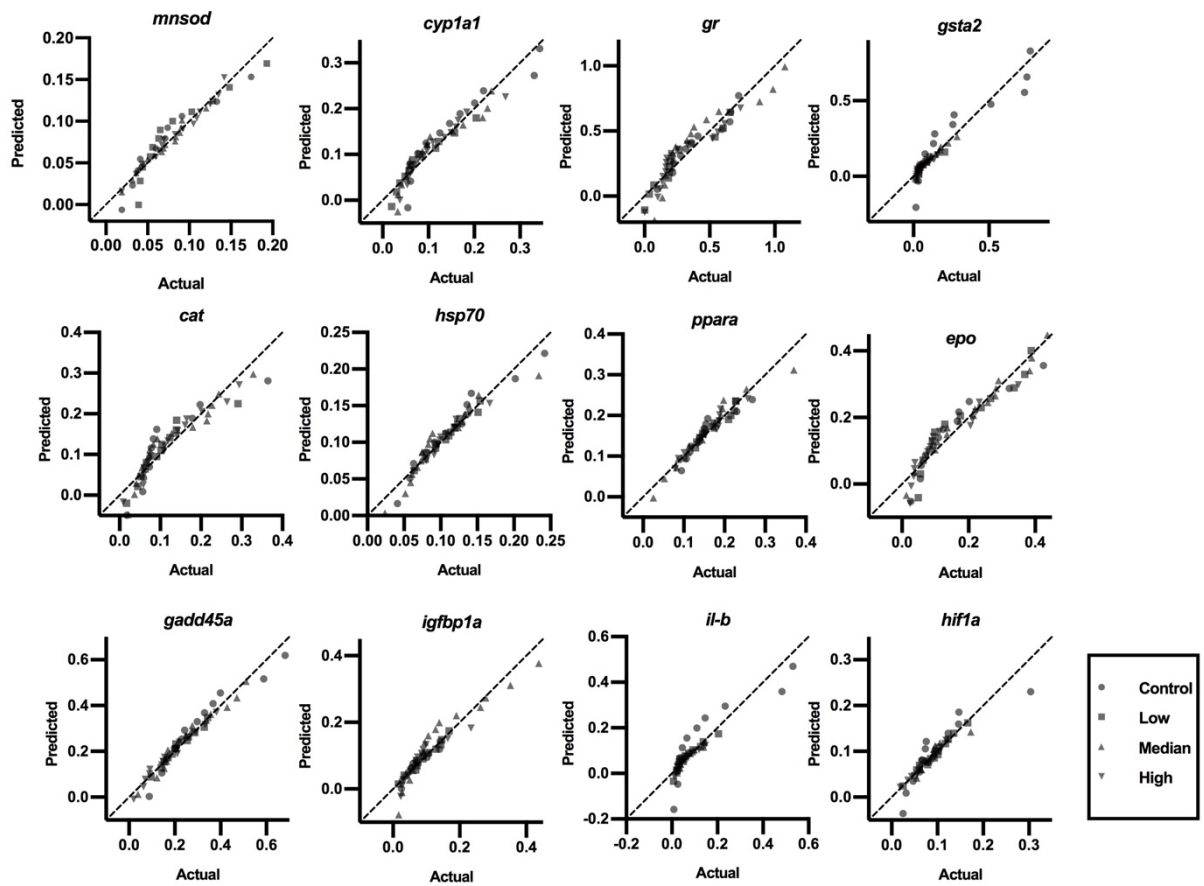 mnsod
0.20
0.15
0.10
0.05
0.00
Predicted
0.00 0.05 0.10 0.15 0.20
Actual
cyp1a1
0.3
0.2
0.1
0.0
Predicted
0.0 0.1 0.2 0.3
Actual
gr
1.0
0.5
0.0
Predicted
0.0 0.5 1.0
Actual
gsta2
0.5
0.0
Predicted
0.0 0.5
Actual
cat
0.4
0.3
0.2
0.1
0.0
Predicted
0.0 0.1 0.2 0.3 0.4
Actual
hsp70
0.25
0.20
0.15
0.10
0.05
0.00
Predicted
0.00 0.05 0.10 0.15 0.20 0.25
Actual
ppara
0.4
0.3
0.2
0.1
0.0
Predicted
0.0 0.1 0.2 0.3 0.4
Actual
epo
0.4
0.2
0.0
Predicted
0.0 0.2 0.4
Actual
gadd45a
0.6
0.4
0.2
0.0
Predicted
0.0 0.2 0.4 0.6
Actual
igfbp1a
0.4
0.2
0.0
Predicted
0.0 0.2 0.4
Actual
il-b
0.6
0.4
0.2
0.0
-0.2
Predicted
-0.2 0.0 0.2 0.4 0.6
Actual
hif1a
0.3
0.2
0.1
0.0
Predicted
0.0 0.1 0.2 0.3
Actual
Control
Low
Median
High